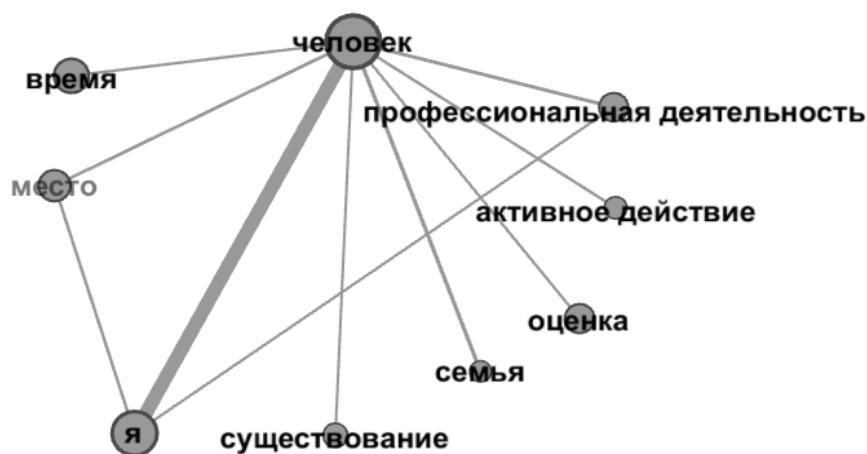 человек
время
профессиональная деятельность
место
активное действие
оценка
семья
я
существование